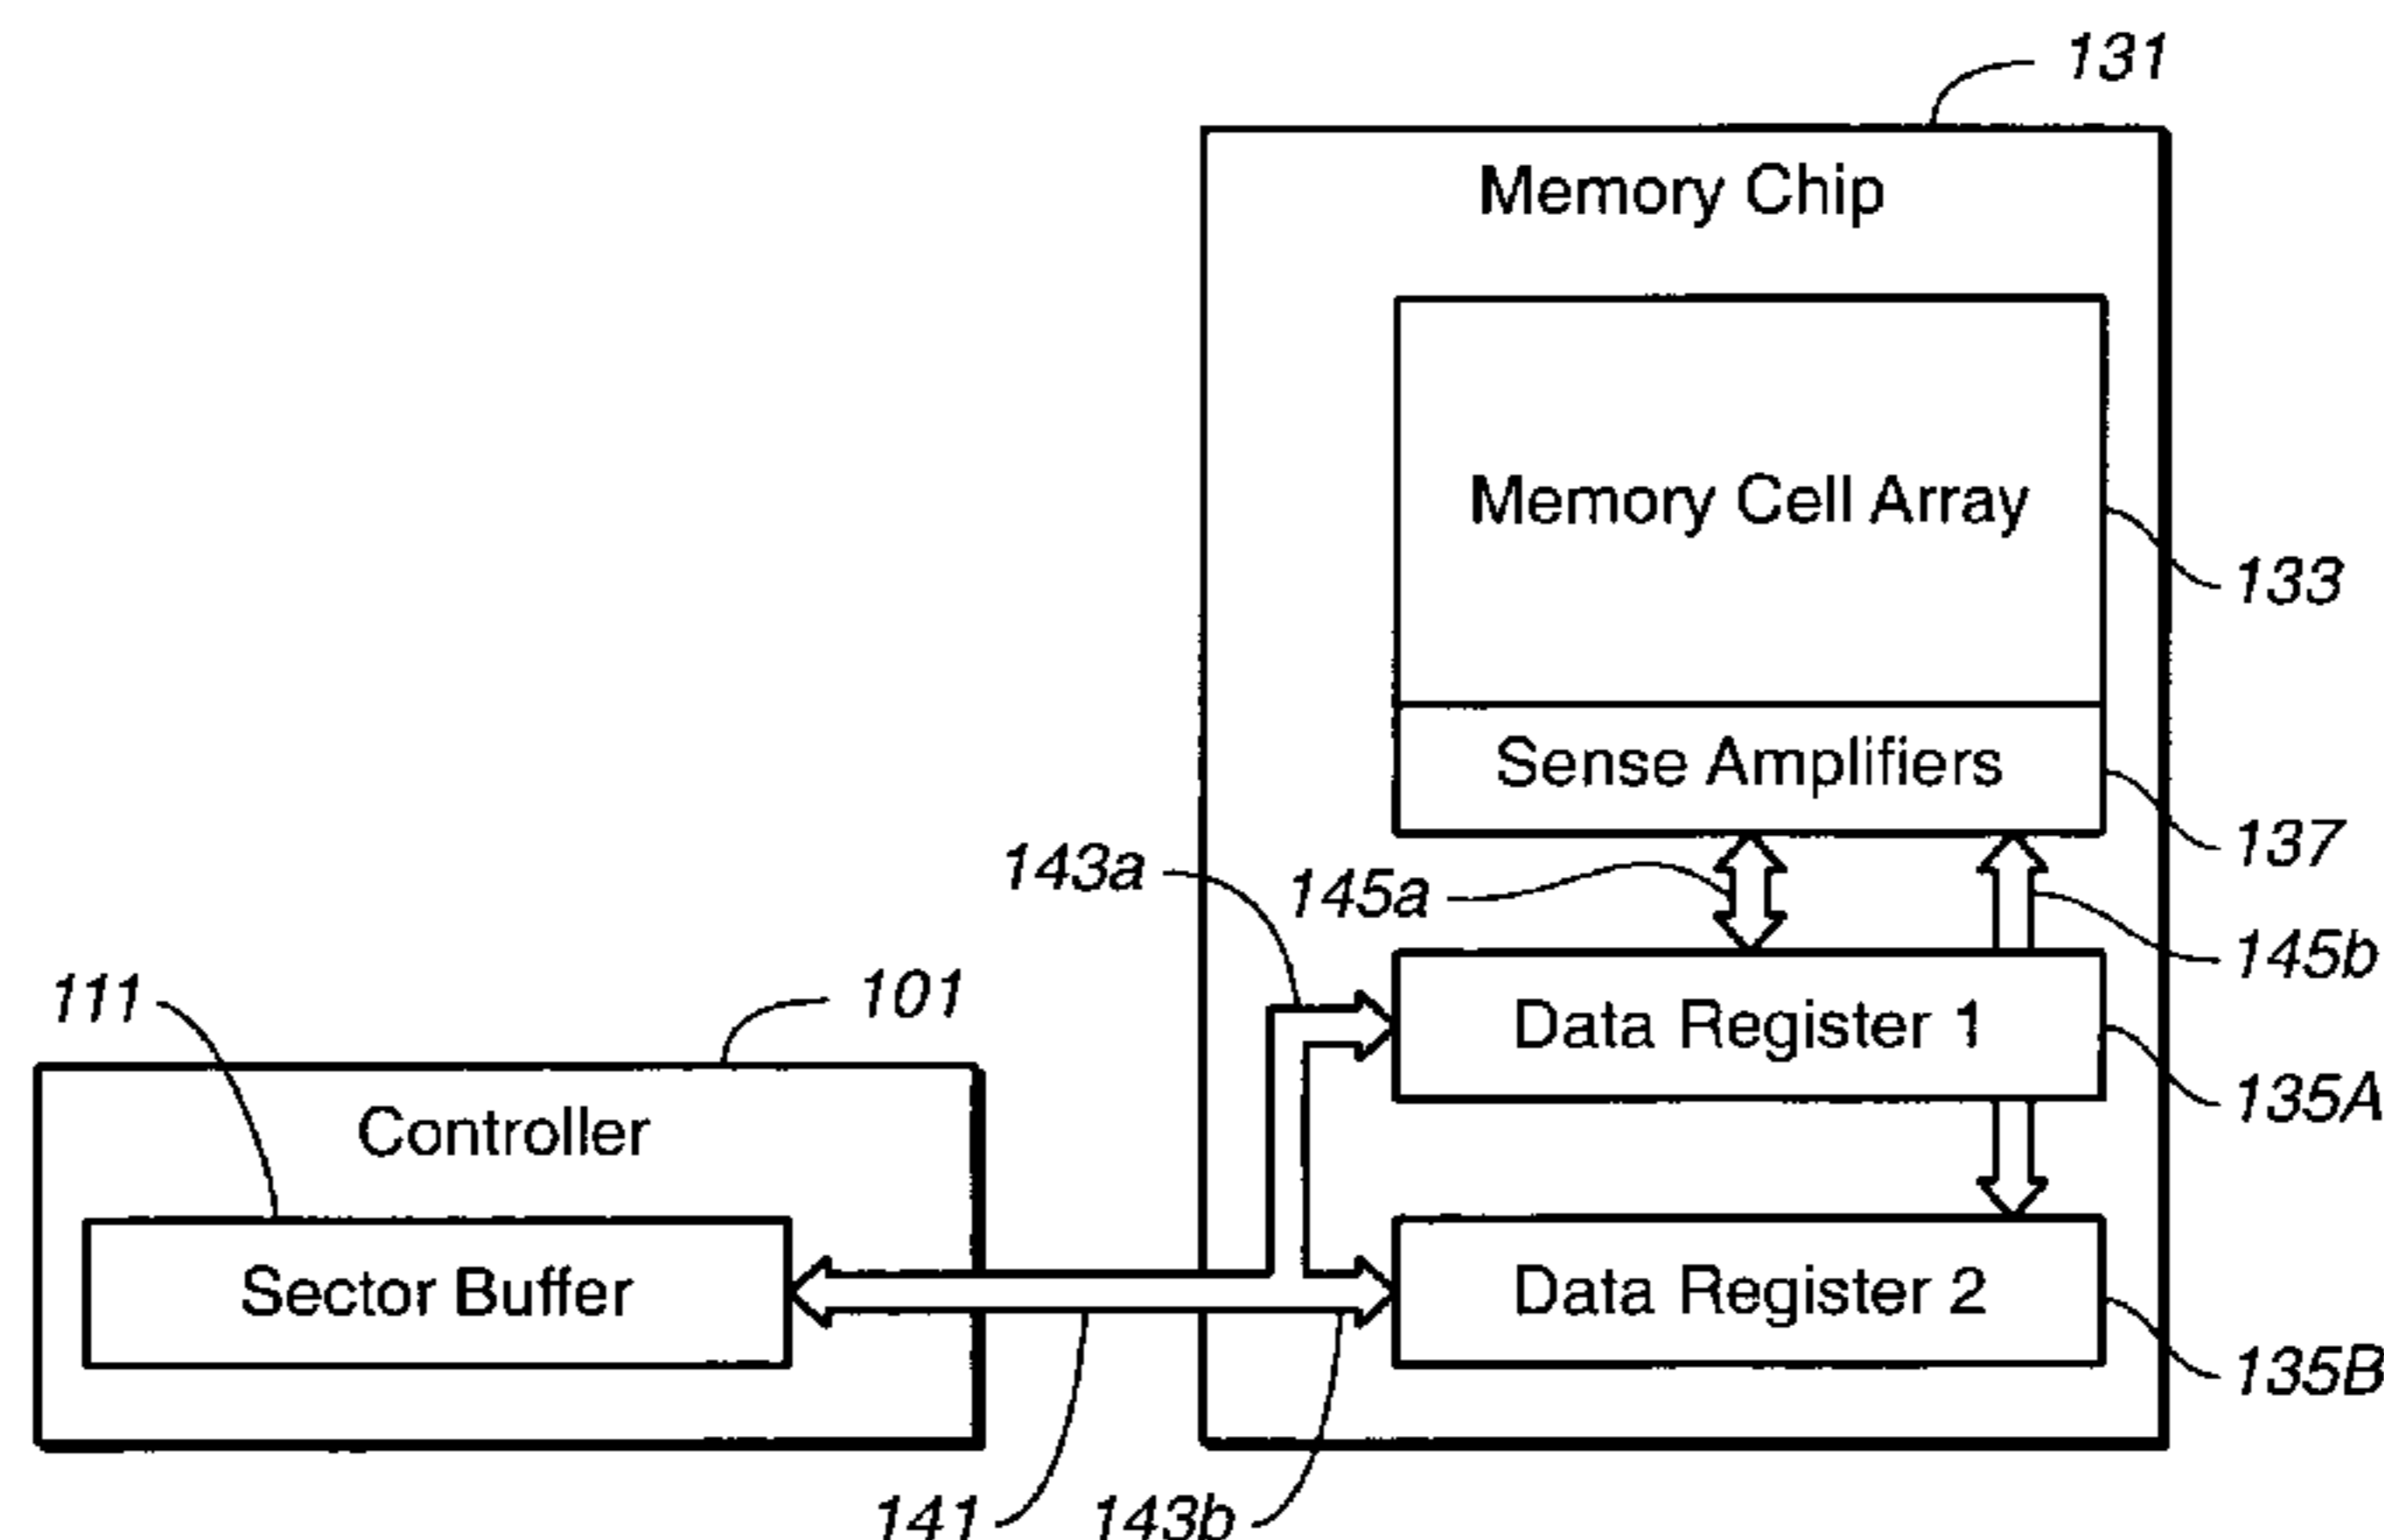 131
Memory Chip
Memory Cell Array
133
Sense Amplifiers
137
143a
145a
145b
111
101
Data Register 1
135A
Controller
Sector Buffer
Data Register 2
135B
141
143b